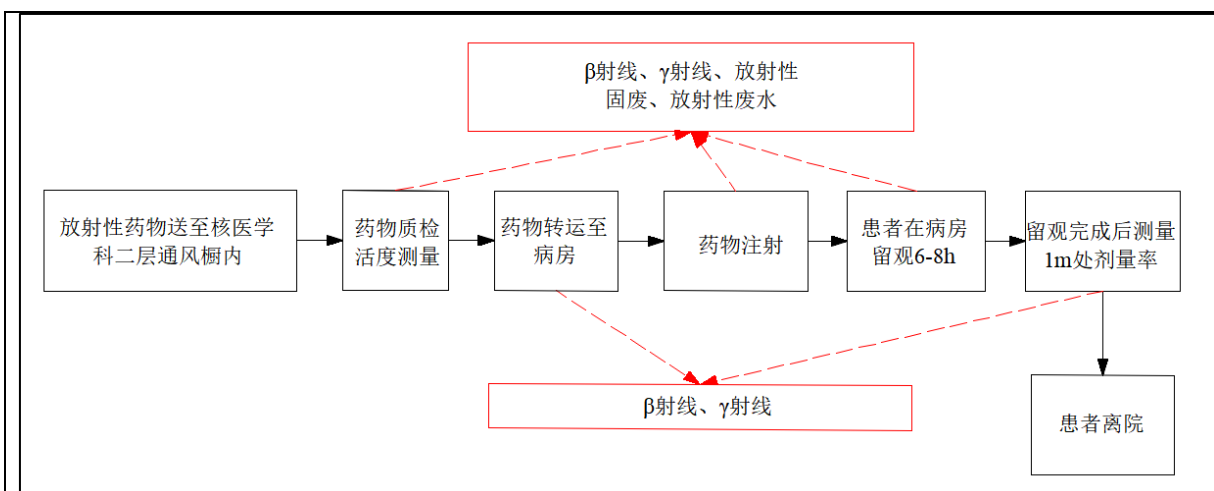 β射线、γ射线、放射性
固废、放射性废水
放射性药物送至核医学
科二层通风橱内
药物质检
活度测量
药物转运至
病房
药物注射
患者在病房
留观6-8h
留观完成后测量
1m处剂量率
β射线、γ射线
患者离院